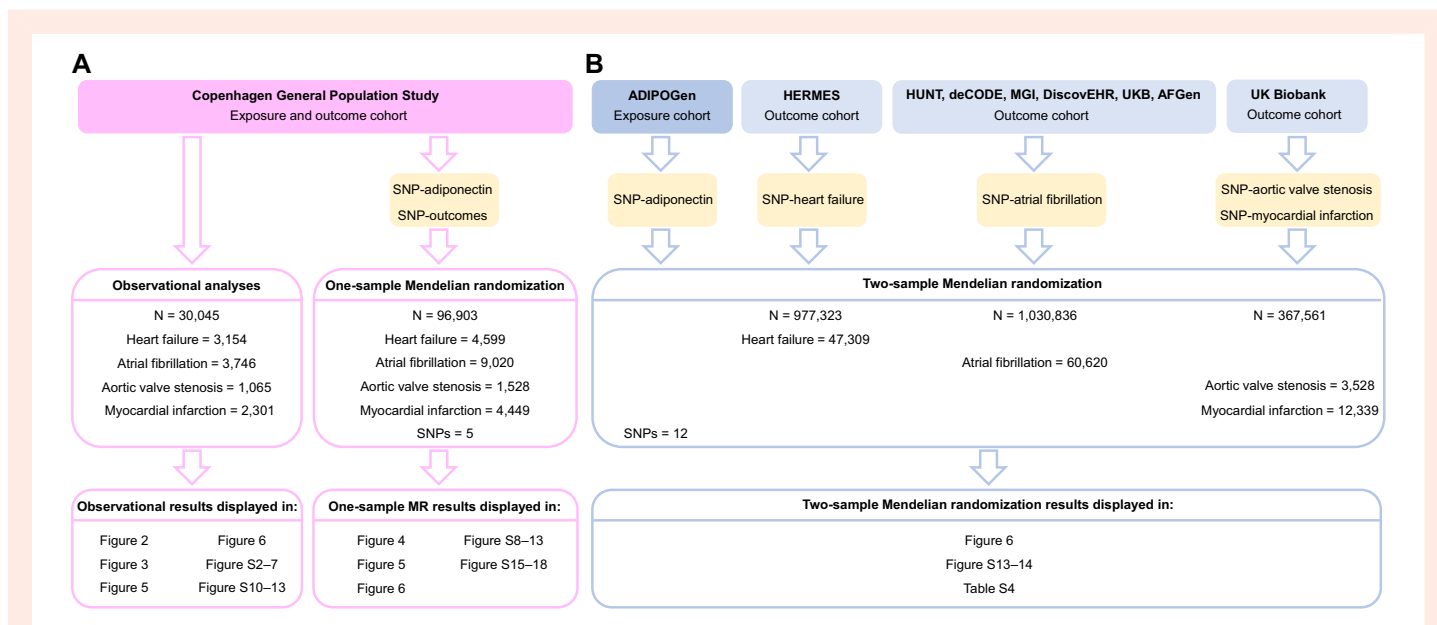 A
Copenhagen General Population Study
Exposure and outcome cohort
SNP-adiponectin
SNP-outcomes
Observational analyses
N = 30,045
Heart failure = 3,154
Atrial fibrillation = 3,746
Aortic valve stenosis = 1,065
Myocardial infarction = 2,301
One-sample Mendelian randomization
N = 96,903
Heart failure = 4,599
Atrial fibrillation = 9,020
Aortic valve stenosis = 1,528
Myocardial infarction = 4,449
SNPs = 5
Observational results displayed in:
Figure 2
Figure 3
Figure 5
Figure 6
Figure S2–7
Figure S10–13
One-sample MR results displayed in:
Figure 4
Figure 5
Figure 6
Figure S8–13
Figure S15–18
B
ADIPOGen
Exposure cohort
HERMES
Outcome cohort
HUNT, deCODE, MGI, DiscovEHR, UKB, AFGen
Outcome cohort
UK Biobank
Outcome cohort
SNP-adiponectin
SNP-heart failure
SNP-atrial fibrillation
SNP-aortic valve stenosis
SNP-myocardial infarction
Two-sample Mendelian randomization
SNPs = 12
N = 977,323
Heart failure = 47,309
N = 1,030,836
Atrial fibrillation = 60,620
N = 367,561
Aortic valve stenosis = 3,528
Myocardial infarction = 12,339
Two-sample Mendelian randomization results displayed in:
Figure 6
Figure S13–14
Table S4